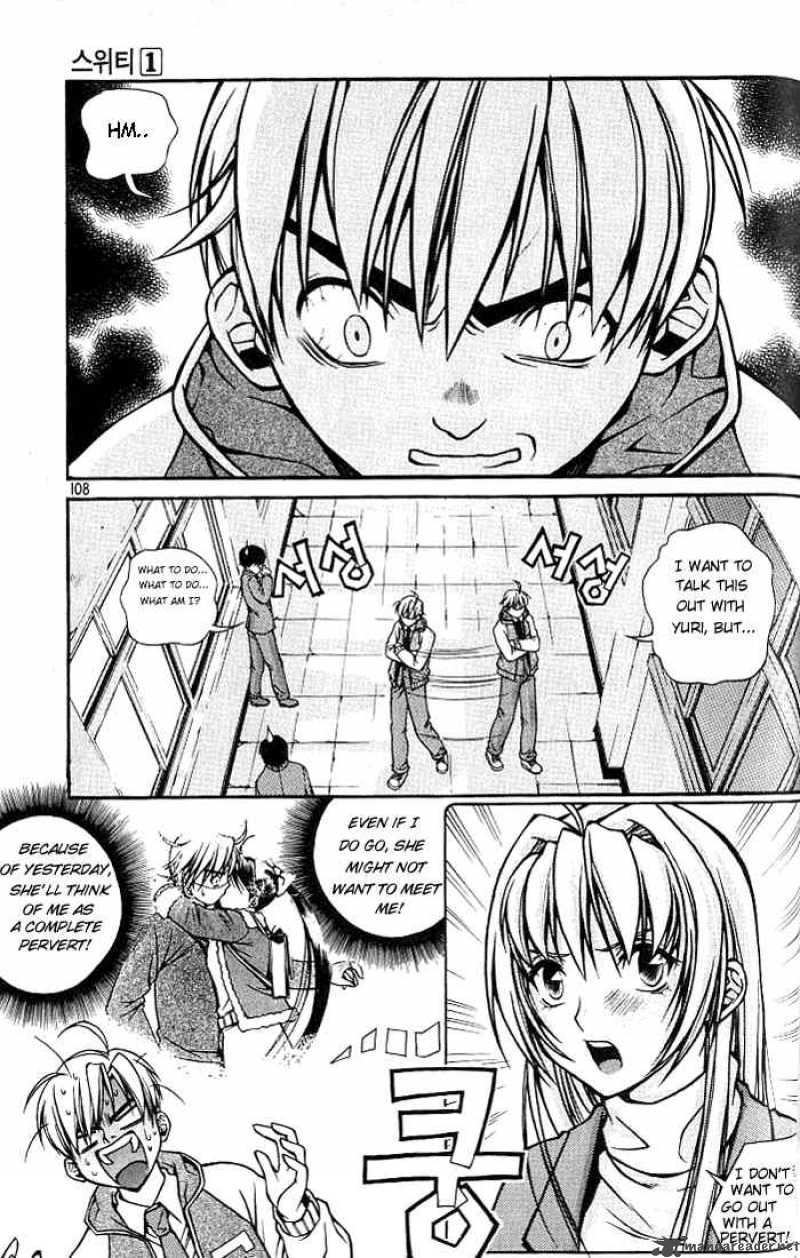 스위티 1
HM..
108
WHAT TO DO...
WHAT TO DO...
WHAT AM I?
서성
서성
I WANT TO
TALK THIS
OUT WITH
YURI, BUT...
BECAUSE
OF YESTERDAY,
SHE'LL THINK
OF ME AS
A COMPLETE
PERVERT!
EVEN IF I
DO GO, SHE
MIGHT NOT
WANT TO MEET
ME!
쿵
I DON'T
WANT TO
GO OUT
WITH A
PERVERT!
mangareader.net